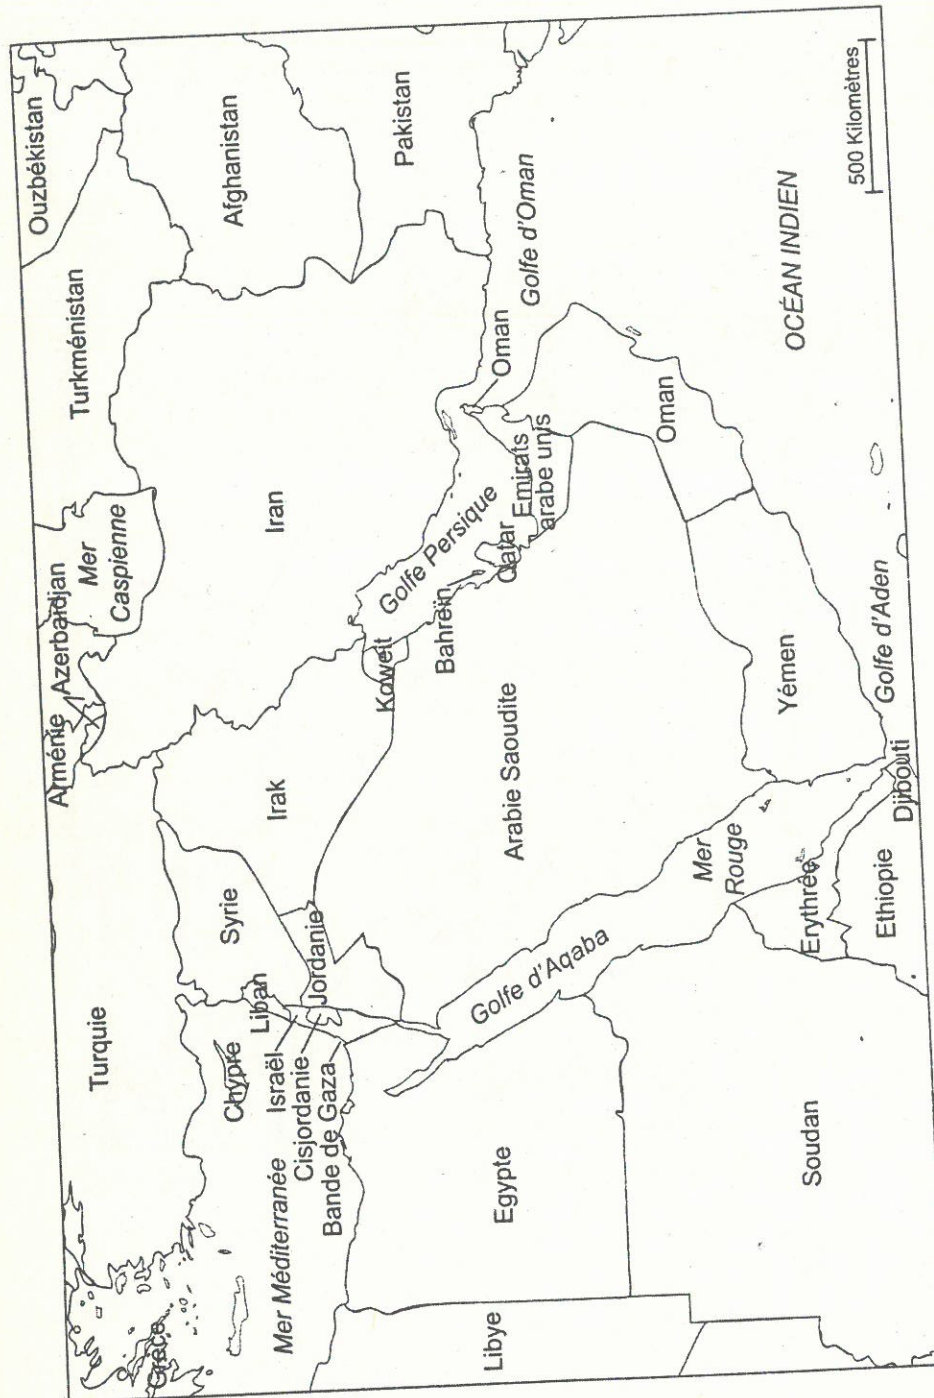 Grèce
Turquie
Arménie
Azerbaïdjan
Mer
Caspienne
Turkménistan
Ouzbékistan
Chypre
Syrie
Liban
Mer Méditerranée
Israël
Cisjordanie
Bande de Gaza
Jordanie
Irak
Iran
Afghanistan
Koweït
Pakistan
Golfe Persique
Bahreïn
Qatar
Emirats
arabe unis
Oman
Golfe d'Oman
Libye
Egypte
Golfe d'Aqaba
Arabie Saoudite
Oman
Mer
Rouge
Soudan
Erythrée
Yémen
OCÉAN INDIEN
500 Kilomètres
Ethiopie
Djibouti
Golfe d'Aden